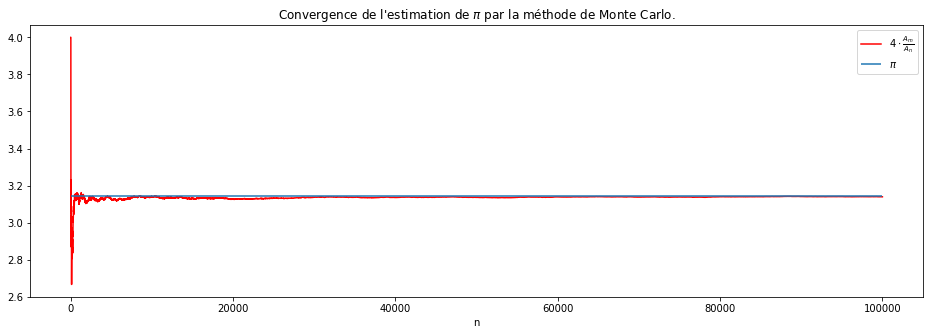 Convergence de l'estimation de π par la méthode de Monte Carlo.
4.0
3.8
3.6
3.4
3.2
3.0
2.8
2.6
4 · A_m/A_n
π
0 20000 40000 60000 80000 100000
n